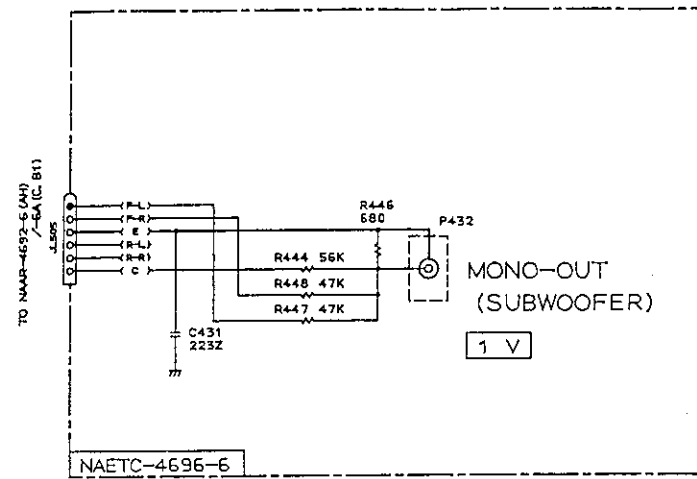 TO NAAR-4692-6 (AH)
/-6A (C, B1)
JL505
(F-L)
(F-R)
(E)
(R-L)
(R-R)
(C)
R446
680
P432
R444 56K
R448 47K
R447 47K
C431
223Z
MONO-OUT
(SUBWOOFER)
1 V
NAETC-4696-6